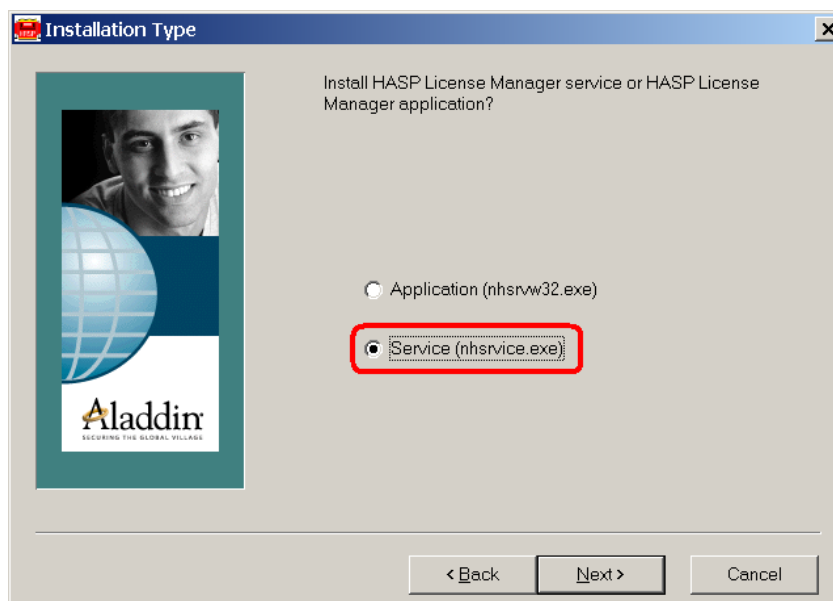 HASP
Installation Type
Install HASP License Manager service or HASP License
Manager application?
Application (nhsrvw32.exe)
Service (nhsrvice.exe)
Aladdin
SECURING THE GLOBAL VILLAGE
< Back
Next >
Cancel